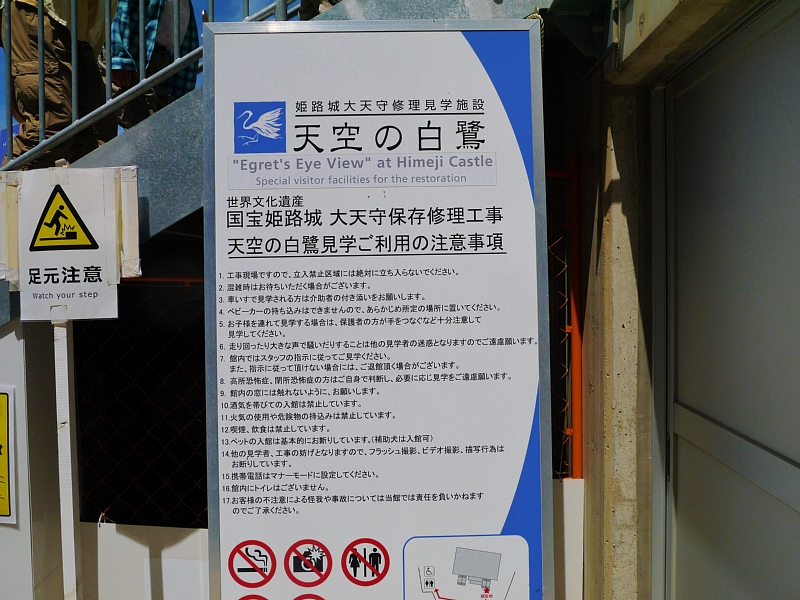 姫路城大天守修理見学施設
天空の白鷺
"Egret's Eye View" at Himeji Castle
Special visitor facilities for the restoration
世界文化遺産
国宝姫路城 大天守保存修理工事
天空の白鷺見学ご利用の注意事項
1. 工事現場ですので、立入禁止区域には絶対に立ち入らないでください。
2. 混雑時はお待ちいただく場合がございます。
3. 車いすで見学される方は介助者の付き添いをお願いします。
4. ベビーカーの持ち込みはできませんので、あらかじめ所定の場所に置いてください。
5. お子様を連れて見学する場合は、保護者の方が手をつなぐなど十分注意して
見学してください。
6. 走り回ったり大きな声で騒いだりすることは他の見学者の迷惑となりますのでご遠慮願います。
7. 館内ではスタッフの指示に従ってご見学ください。
また、指示に従って頂けない場合には、ご退館頂く場合がございます。
8. 高所恐怖症、閉所恐怖症の方はご自身で判断し、必要に応じ見学をご遠慮願います。
9. 館内の窓には触れないように、お願いします。
10.酒気を帯びての入館は禁止しています。
11.火気の使用や危険物の持込みは禁止しています。
12.喫煙、飲食は禁止しています。
13.ペットの入館は基本的にお断りしています。(補助犬は入館可)
14.他の見学者、工事の妨げとなりますので、フラッシュ撮影、ビデオ撮影、描写行為は
お断りしています。
15.携帯電話はマナーモードに設定してください。
16.館内にトイレはございません。
17.お客様の不注意による怪我や事故については当館では責任を負いかねます
のでご了承ください。
足元注意
Watch your step